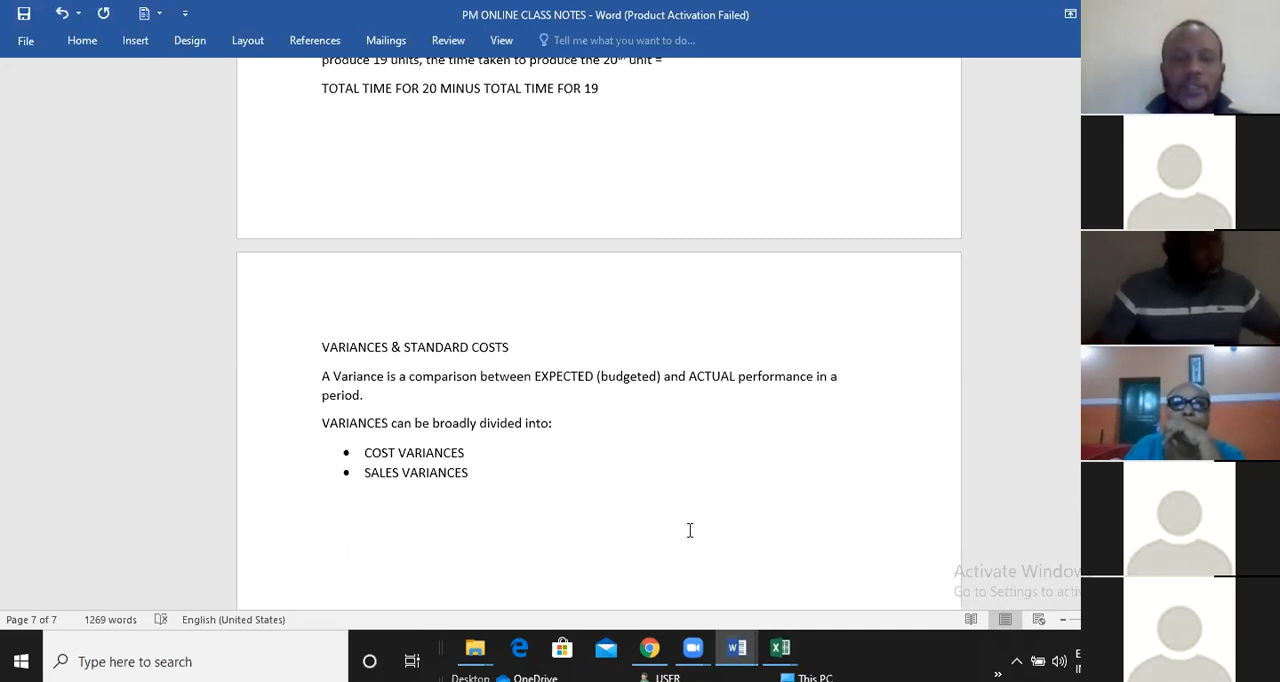 PM ONLINE CLASS NOTES - Word (Product Activation Failed)
File Home Insert Design Layout References Mailings Review View Tell me what you want to do...
produce 19 units, the time taken to produce the 20th unit =
TOTAL TIME FOR 20 MINUS TOTAL TIME FOR 19
VARIANCES & STANDARD COSTS
A Variance is a comparison between EXPECTED (budgeted) and ACTUAL performance in a
period.
VARIANCES can be broadly divided into:
• COST VARIANCES
• SALES VARIANCES
Activate Windo
Go to Settings to acti
Page 7 of 7 1269 words English (United States)
Type here to search
Desktop OneDrive USER This PC